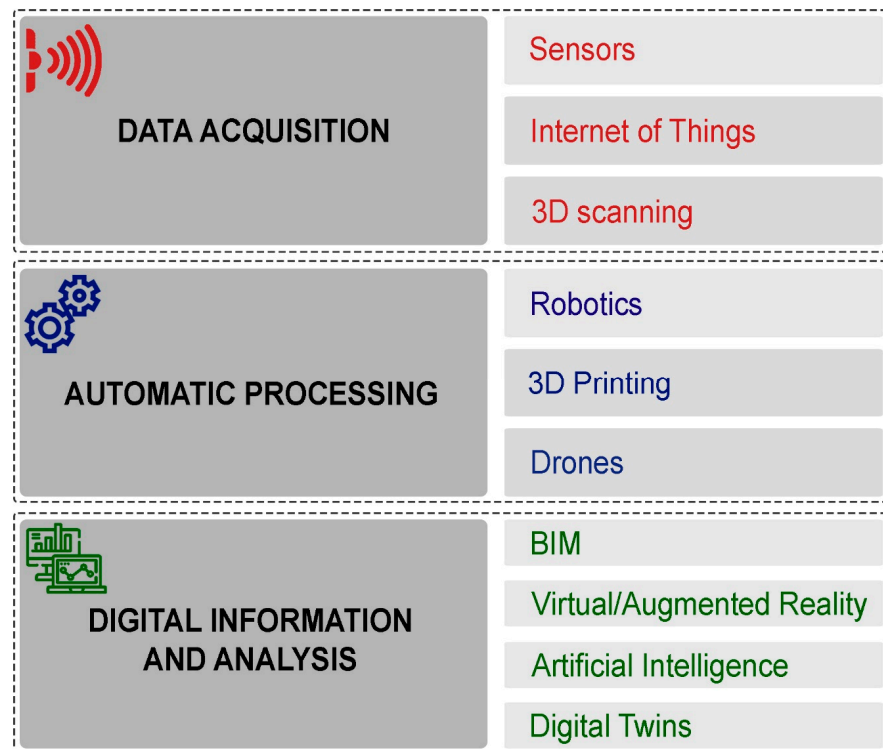 DATA ACQUISITION
Sensors
Internet of Things
3D scanning
AUTOMATIC PROCESSING
Robotics
3D Printing
Drones
DIGITAL INFORMATION
AND ANALYSIS
BIM
Virtual/Augmented Reality
Artificial Intelligence
Digital Twins